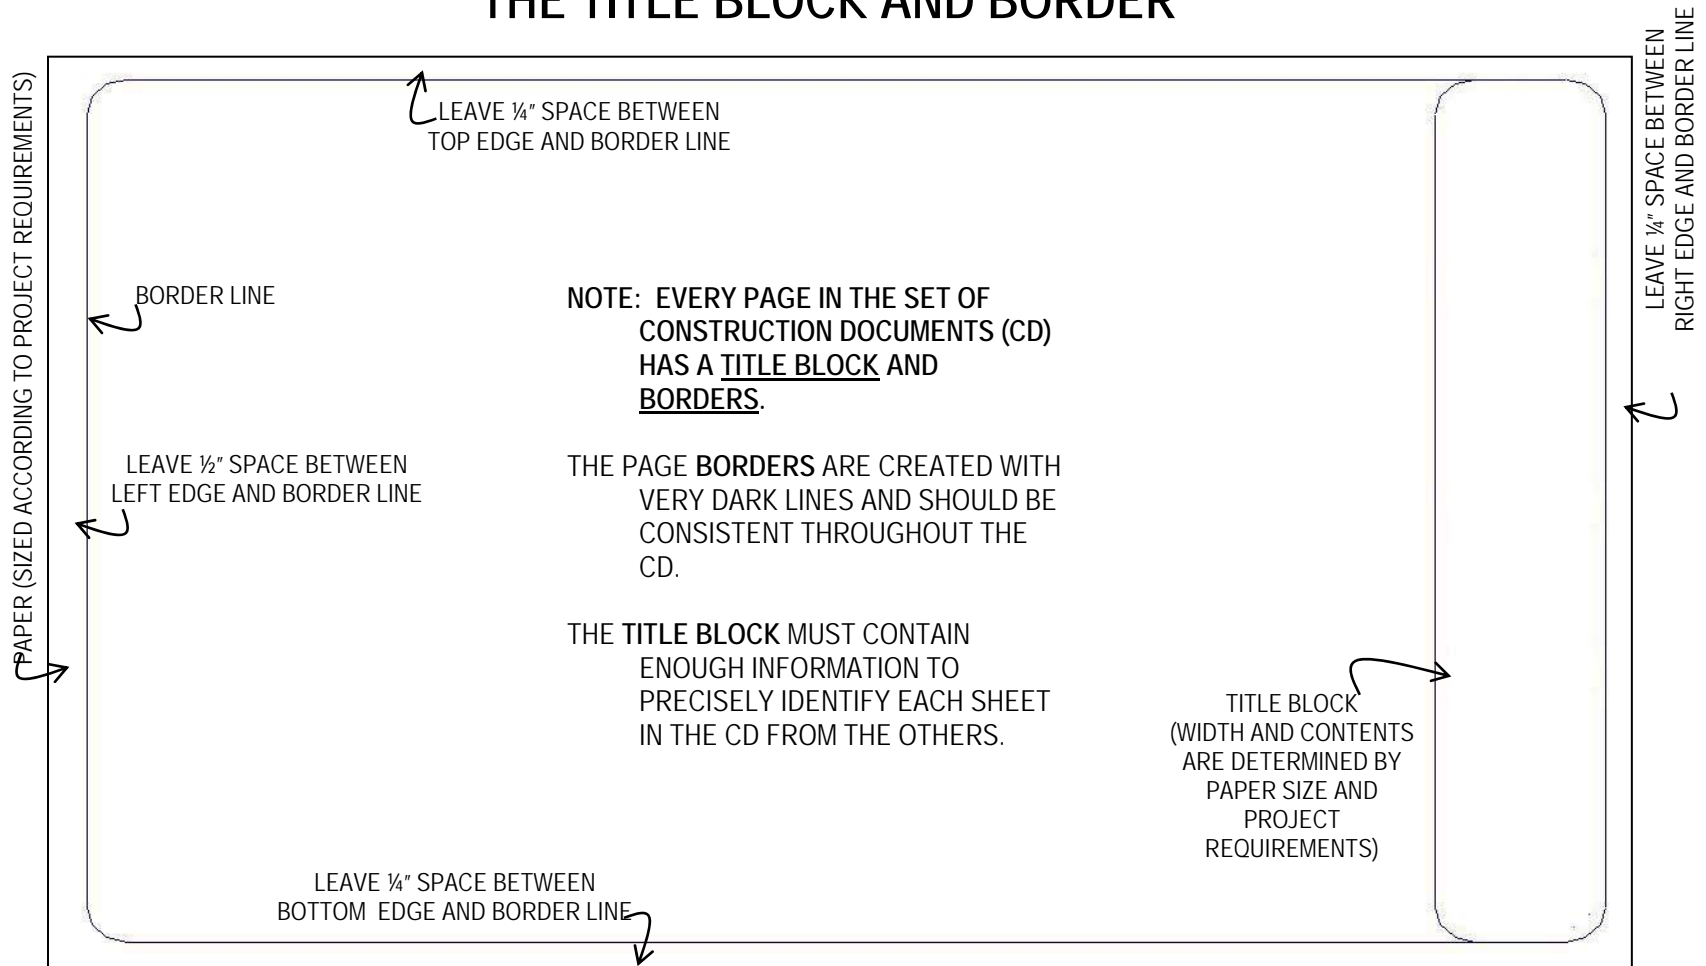 THE TITLE BLOCK AND BORDER
PAPER (SIZED ACCORDING TO PROJECT REQUIREMENTS)
LEAVE ¼" SPACE BETWEEN
TOP EDGE AND BORDER LINE
LEAVE ¼" SPACE BETWEEN
RIGHT EDGE AND BORDER LINE
BORDER LINE
NOTE: EVERY PAGE IN THE SET OF
CONSTRUCTION DOCUMENTS (CD)
HAS A TITLE BLOCK AND
BORDERS.
LEAVE ½" SPACE BETWEEN
LEFT EDGE AND BORDER LINE
THE PAGE BORDERS ARE CREATED WITH
VERY DARK LINES AND SHOULD BE
CONSISTENT THROUGHOUT THE
CD.
THE TITLE BLOCK MUST CONTAIN
ENOUGH INFORMATION TO
PRECISELY IDENTIFY EACH SHEET
IN THE CD FROM THE OTHERS.
TITLE BLOCK
(WIDTH AND CONTENTS
ARE DETERMINED BY
PAPER SIZE AND
PROJECT
REQUIREMENTS)
LEAVE ¼" SPACE BETWEEN
BOTTOM EDGE AND BORDER LINE